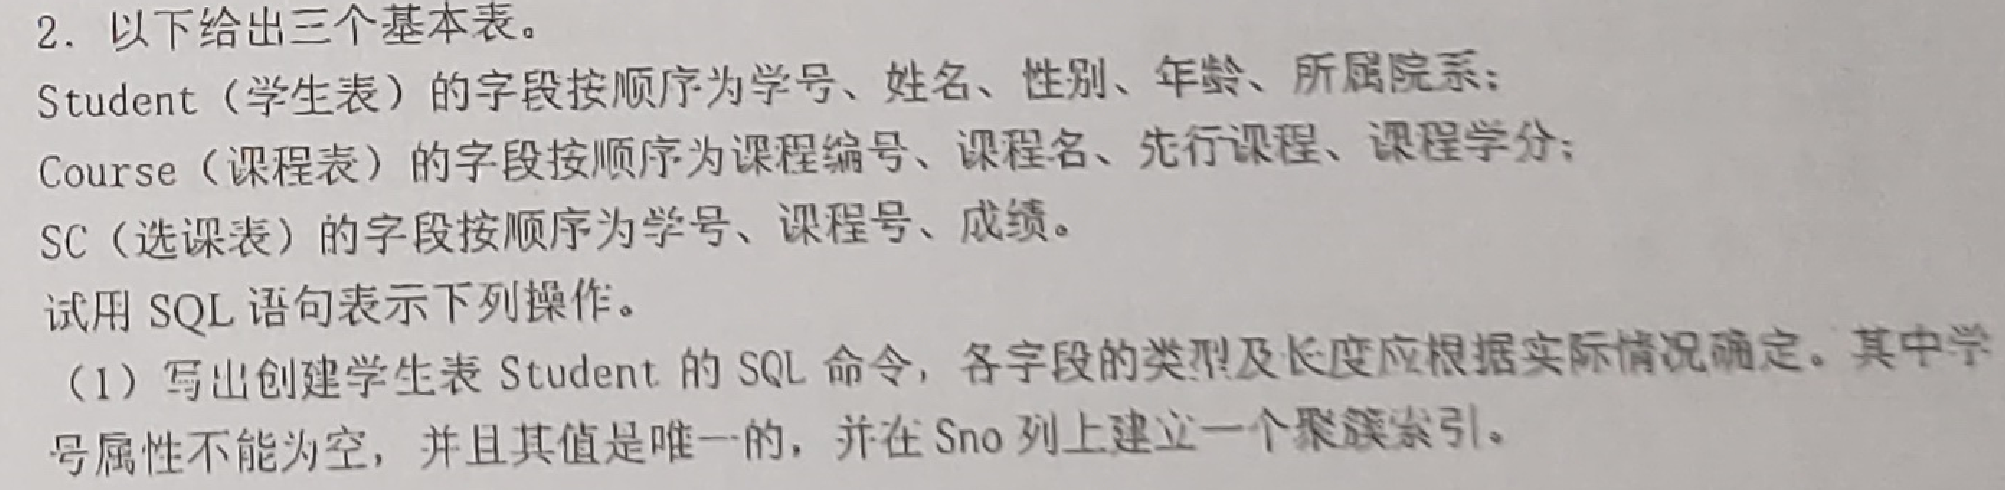 2. 以下给出三个基本表。
Student（学生表）的字段按顺序为学号、姓名、性别、年龄、所属院系；
Course（课程表）的字段按顺序为课程编号、课程名、先行课程、课程学分；
SC（选课表）的字段按顺序为学号、课程号、成绩。
试用 SQL 语句表示下列操作。
（1）写出创建学生表 Student 的 SQL 命令，各字段的类型及长度应根据实际情况确定。其中学
号属性不能为空，并且其值是唯一的，并在 Sno 列上建立一个聚簇索引。